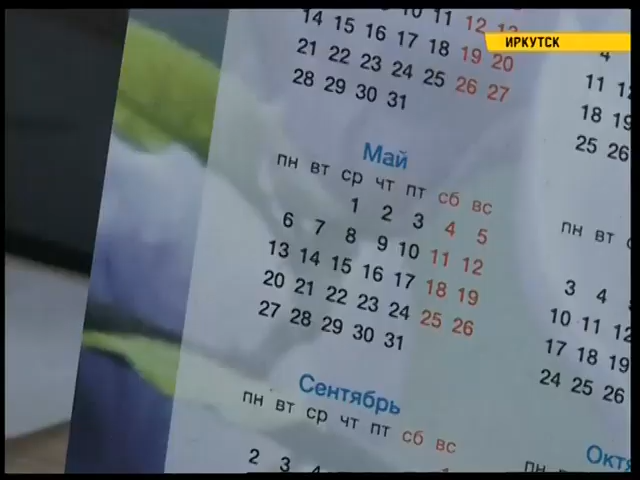 ИРКУТСК
14 15 16 17 18 19 20
21 22 23 24 25 26 27
28 29 30 31
Май
пн вт ср чт пт сб вс
1 2 3 4 5
6 7 8 9 10 11 12
13 14 15 16 17 18 19
20 21 22 23 24 25 26
27 28 29 30 31
Сентябрь
пн вт ср чт пт сб вс
2 3
4
11
18 19
25 26
пн вт
3 4
10 11 12
17 18 19
24 25 26
пн